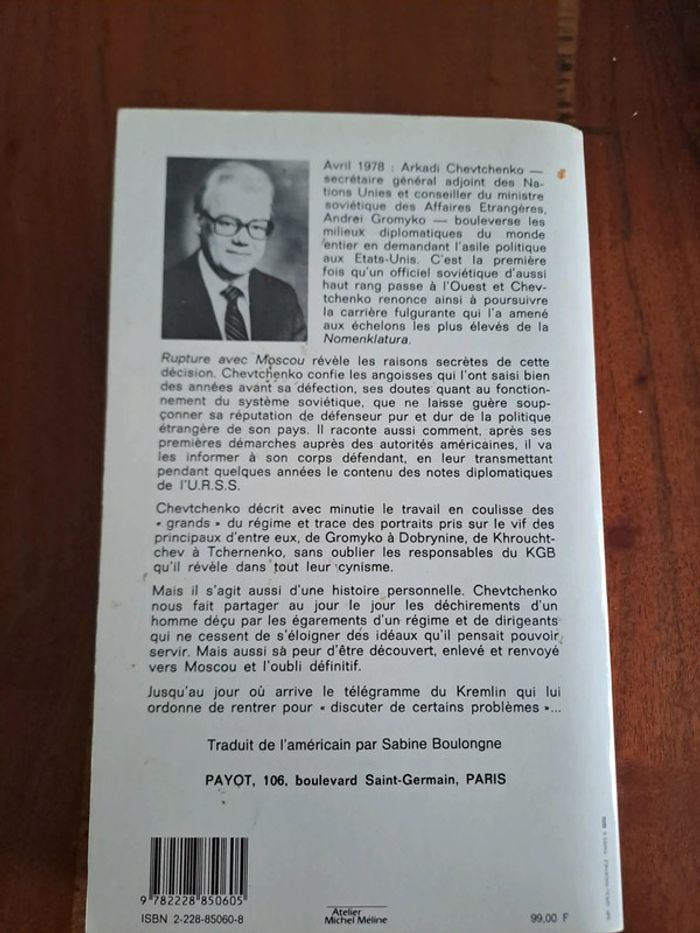 Avril 1978 : Arkadi Chevtchenko —
secrétaire général adjoint des Na-
tions Unies et conseiller du ministre
soviétique des Affaires Etrangères,
Andrei Gromyko — bouleverse les
milieux diplomatiques du monde
entier en demandant l'asile politique
aux Etats-Unis. C'est la première
fois qu'un officiel soviétique d'aussi
haut rang passe à l'Ouest et Chev-
tchenko renonce ainsi à poursuivre
la carrière fulgurante qui l'a amené
aux échelons les plus élevés de la
Nomenklatura.
Rupture avec Moscou révèle les raisons secrètes de cette
décision. Chevtchenko confie les angoisses qui l'ont saisi bien
des années avant sa défection, ses doutes quant au fonction-
nement du système soviétique, que ne laisse guère soup-
çonner sa réputation de défenseur pur et dur de la politique
étrangère de son pays. Il raconte aussi comment, après ses
premières démarches auprès des autorités américaines, il va
les informer à son corps défendant, en leur transmettant
pendant quelques années le contenu des notes diplomatiques
de l'U.R.S.S.
Chevtchenko décrit avec minutie le travail en coulisse des
« grands » du régime et trace des portraits pris sur le vif des
principaux d'entre eux, de Gromyko à Dobrynine, de Khroucht-
chev à Tchernenko, sans oublier les responsables du KGB
qu'il révèle dans tout leur cynisme.
Mais il s'agit aussi d'une histoire personnelle. Chevtchenko
nous fait partager au jour le jour les déchirements d'un
homme déçu par les égarements d'un régime et de dirigeants
qui ne cessent de s'éloigner des idéaux qu'il pensait pouvoir
servir. Mais aussi sa peur d'être découvert, enlevé et renvoyé
vers Moscou et l'oubli définitif.
Jusqu'au jour où arrive le télégramme du Kremlin qui lui
ordonne de rentrer pour « discuter de certains problèmes »...
Traduit de l'américain par Sabine Boulongne
PAYOT, 106, boulevard Saint-Germain, PARIS
9 782228 850605
ISBN 2-228-85060-8
Atelier
Michel Méline
99,00 F